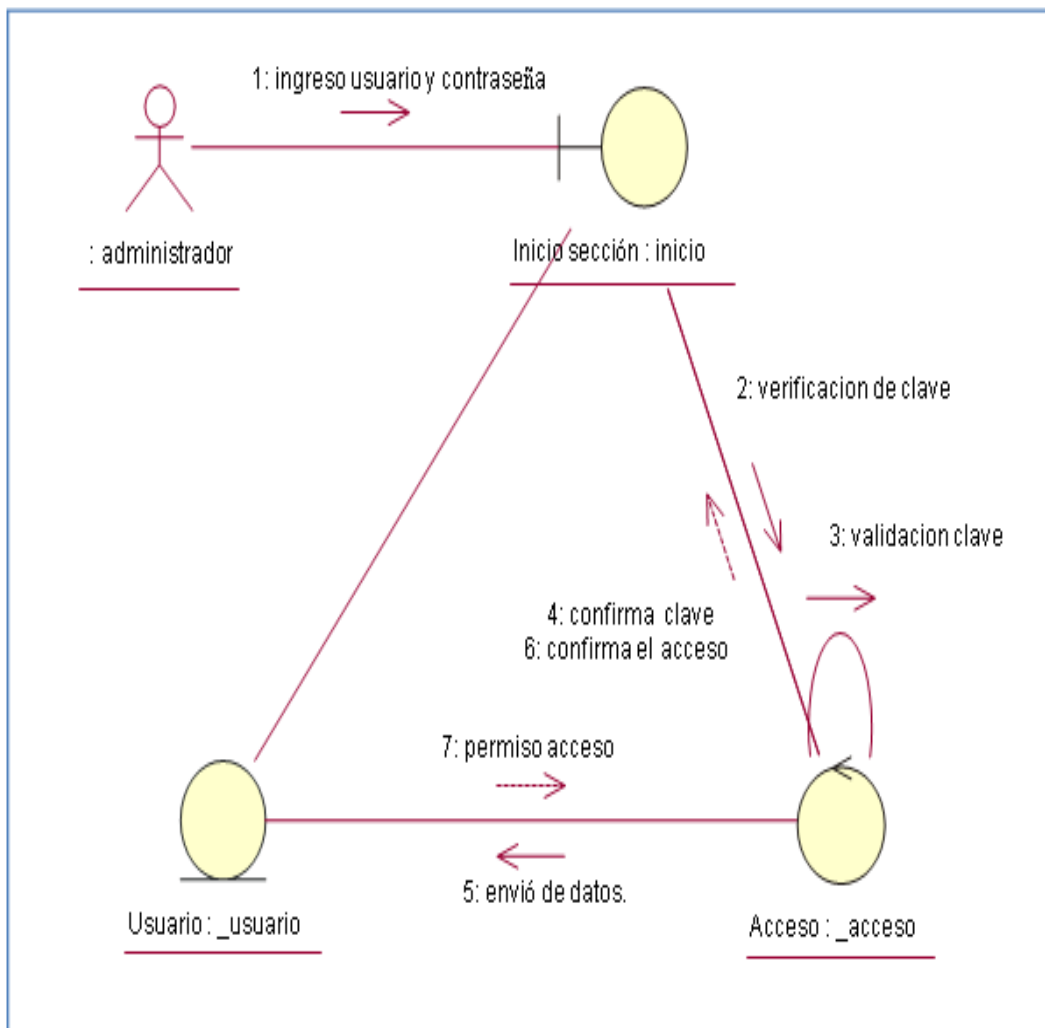 1: ingreso usuario y contraseña
: administrador
Inicio sección : inicio
2: verificacion de clave
3: validacion clave
4: confirma clave
6: confirma el acceso
7: permiso acceso
5: envió de datos.
Usuario : _usuario
Acceso : _acceso